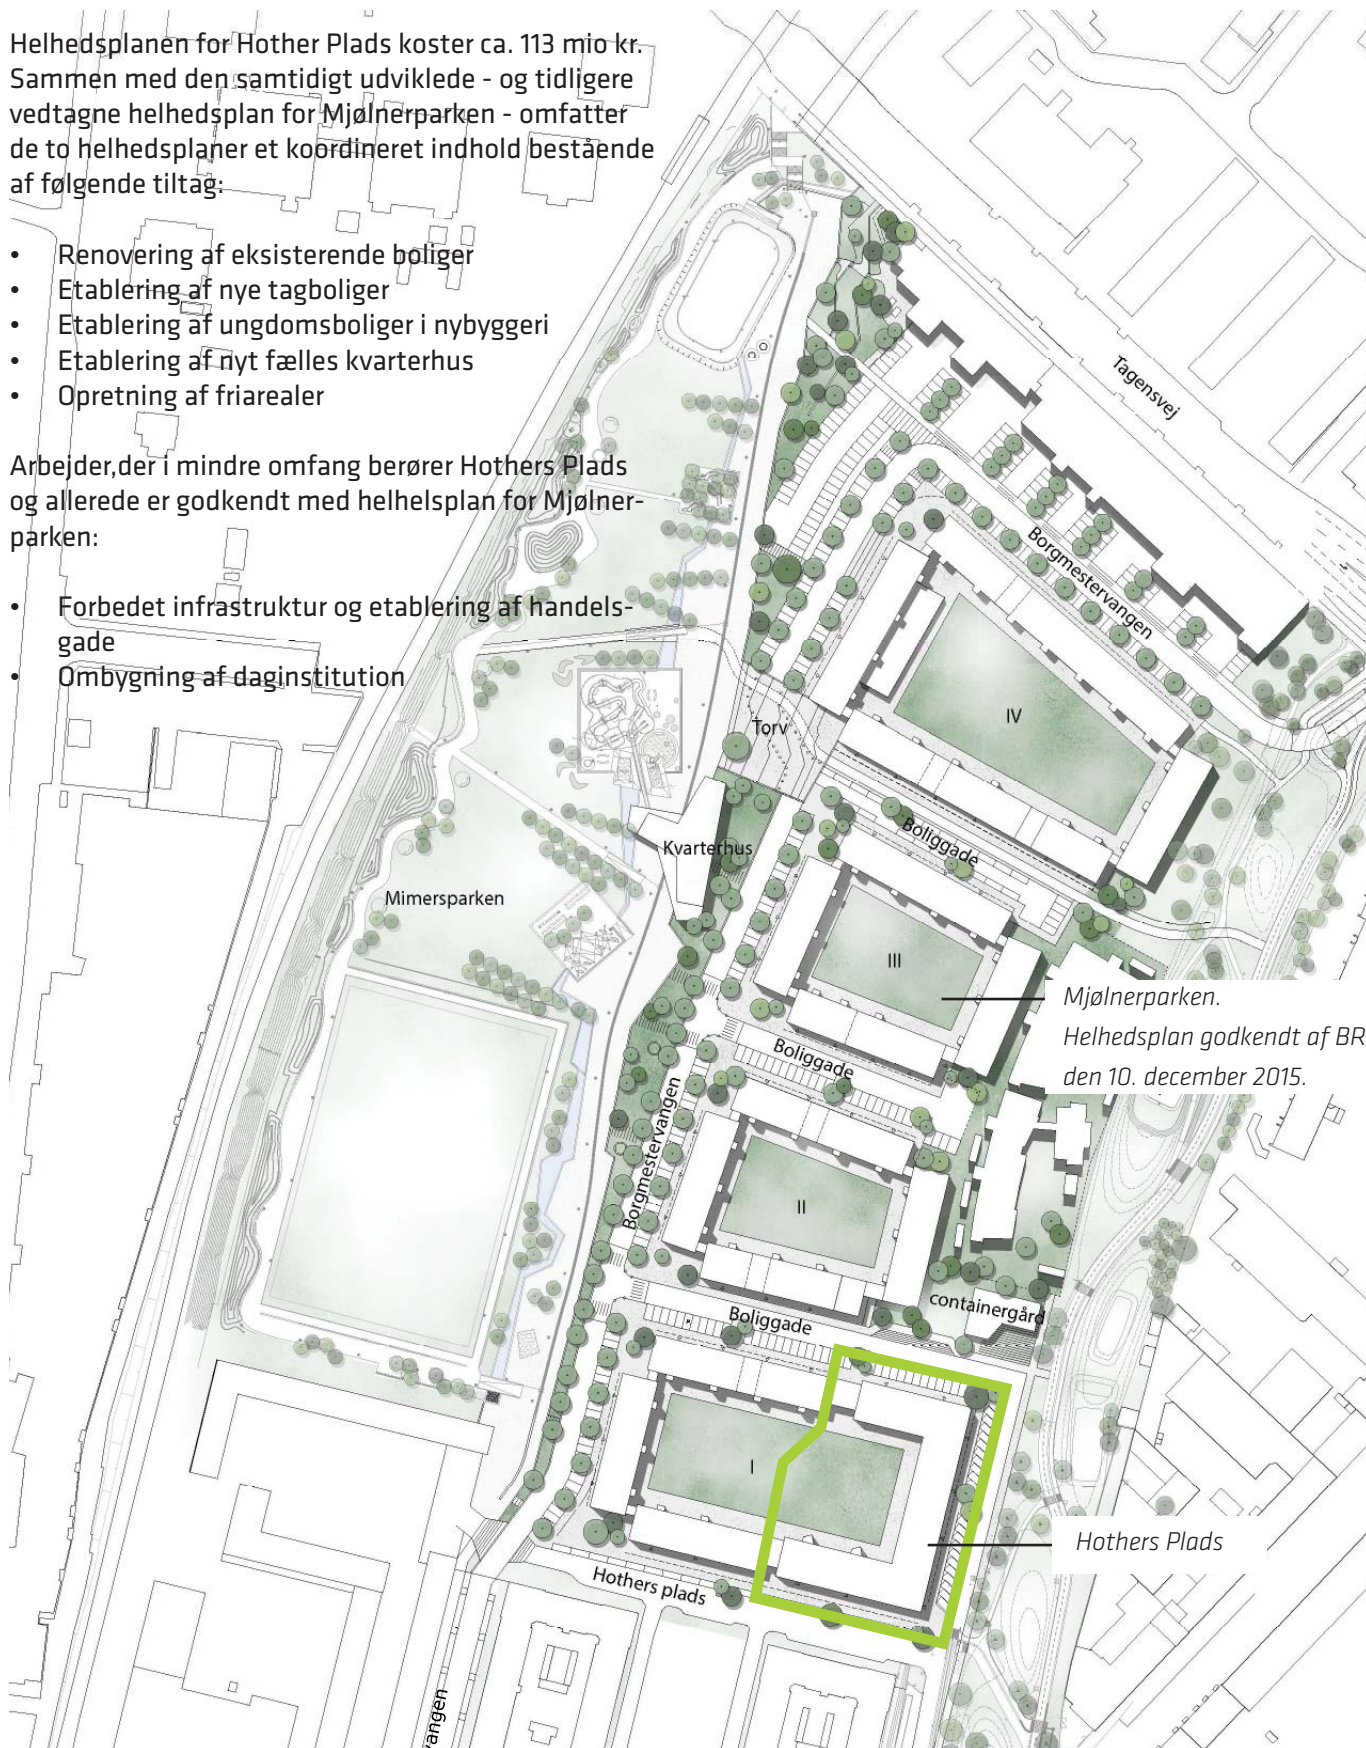 Helhedsplanen for Hother Plads koster ca. 113 mio kr.
Sammen med den samtidigt udviklede - og tidligere
vedtagne helhedsplan for Mjølnerparken - omfatter
de to helhedsplaner et koordineret indhold bestående
af følgende tiltag:
• Renovering af eksisterende boliger
• Etablering af nye tagboliger
• Etablering af ungdomsboliger i nybyggeri
• Etablering af nyt fælles kvarterhus
• Opretning af friarealer
Arbejder,der i mindre omfang berører Hothers Plads
og allerede er godkendt med helhelsplan for Mjølner-
parken:
• Forbedet infrastruktur og etablering af handels-
gade
• Ombygning af daginstitution
Tagensvej
Borgmestervangen
IV
Torv
Boliggade
Kvarterhus
Mimersparken
III
Mjølnerparken.
Helhedsplan godkendt af BR
den 10. december 2015.
Boliggade
Borgmestervangen
II
containergård
Boliggade
I
Hothers Plads
Hothers plads
vangen